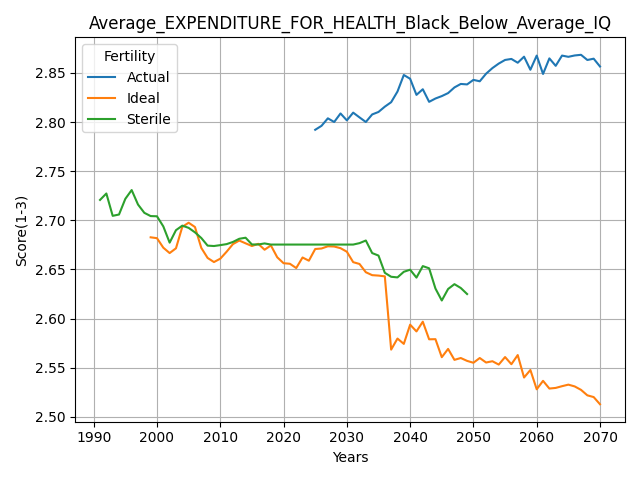 Average_EXPENDITURE_FOR_HEALTH_Black_Below_Average_IQ
Fertility
Actual
Ideal
Sterile
Score(1-3)
2.85
2.80
2.75
2.70
2.65
2.60
2.55
2.50
1990 2000 2010 2020 2030 2040 2050 2060 2070
Years